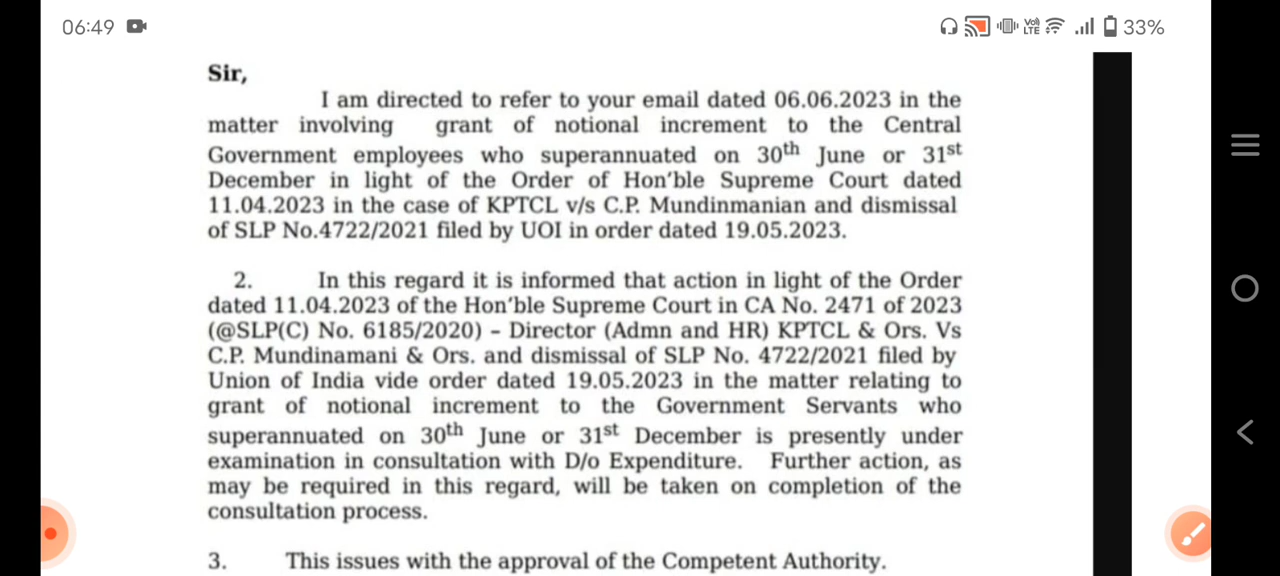 06:49
Vo) LTE 33%
Sir,
I am directed to refer to your email dated 06.06.2023 in the
matter involving grant of notional increment to the Central
Government employees who superannuated on 30th June or 31st
December in light of the Order of Hon'ble Supreme Court dated
11.04.2023 in the case of KPTCL v/s C.P. Mundinmanian and dismissal
of SLP No.4722/2021 filed by UOI in order dated 19.05.2023.
2. In this regard it is informed that action in light of the Order
dated 11.04.2023 of the Hon'ble Supreme Court in CA No. 2471 of 2023
(@SLP(C) No. 6185/2020) – Director (Admn and HR) KPTCL & Ors. Vs
C.P. Mundinamani & Ors. and dismissal of SLP No. 4722/2021 filed by
Union of India vide order dated 19.05.2023 in the matter relating to
grant of notional increment to the Government Servants who
superannuated on 30th June or 31st December is presently under
examination in consultation with D/o Expenditure. Further action, as
may be required in this regard, will be taken on completion of the
consultation process.
3. This issues with the approval of the Competent Authority.